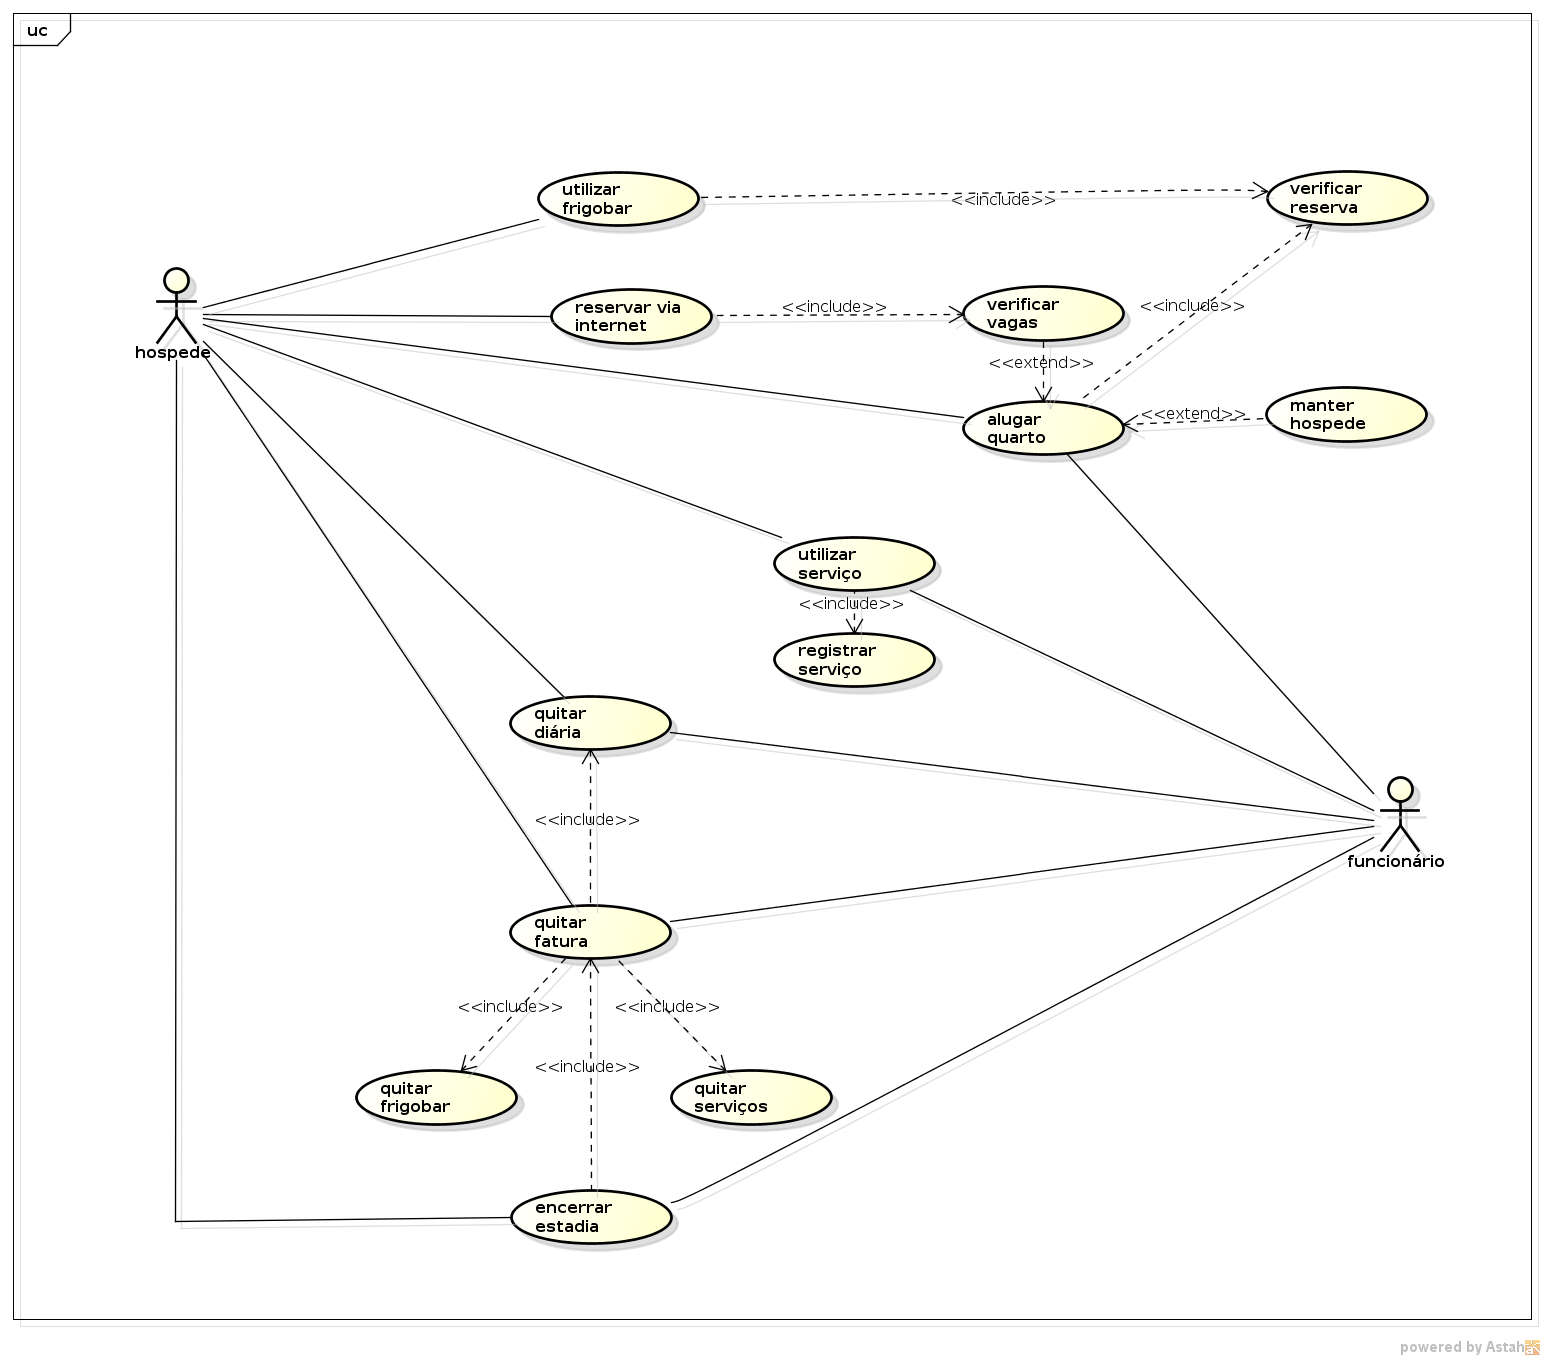 uc
utilizar
frigobar
<<include>>
verificar
reserva
hospede
reservar via
internet
<<include>>
verificar
vagas
<<include>>
<<extend>>
alugar
quarto
<<extend>>
manter
hospede
utilizar
serviço
<<include>>
registrar
serviço
quitar
diária
<<include>>
funcionário
quitar
fatura
<<include>>
<<include>>
<<include>>
quitar
frigobar
quitar
serviços
encerrar
estadia
powered by Astah